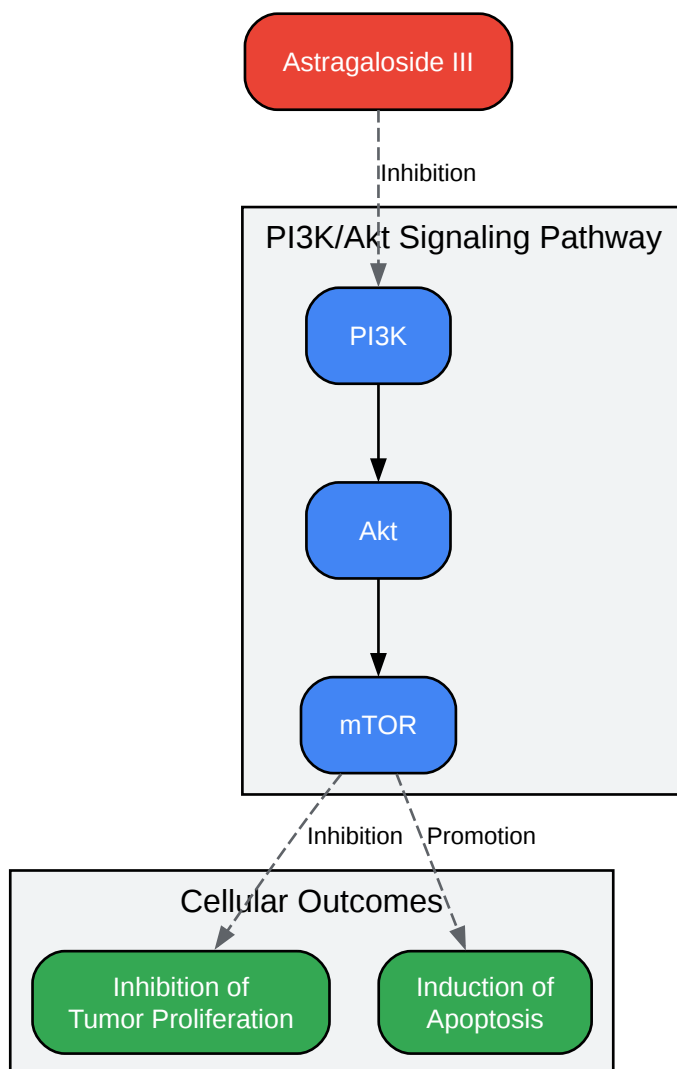 Astragaloside III
Inhibition
PI3K/Akt Signaling Pathway
PI3K
Akt
mTOR
Inhibition
Promotion
Cellular Outcomes
Inhibition of
Tumor Proliferation
Induction of
Apoptosis